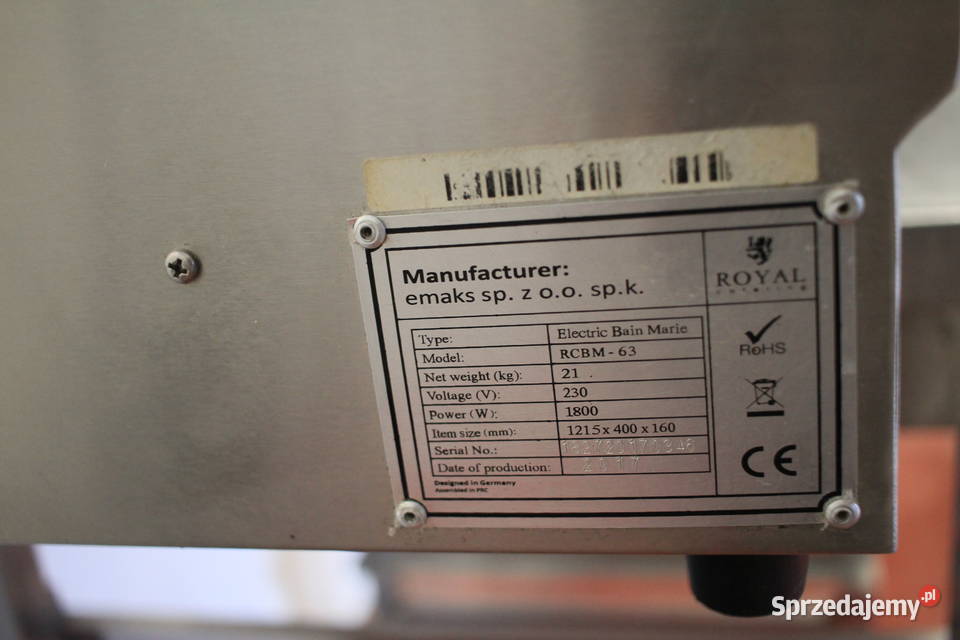 Manufacturer:
emaks sp. z o.o. sp.k.
ROYAL
catering
Type: Electric Bain Marie
Model: RCBM - 63
Net weight (kg): 21 .
Voltage (V): 230
Power (W): 1800
Item size (mm): 1215 x 400 x 160
Serial No.:
Date of production: 2017
Designed in Germany
Assembled in PRC
RoHS
CE
Sprzedajemy.pl